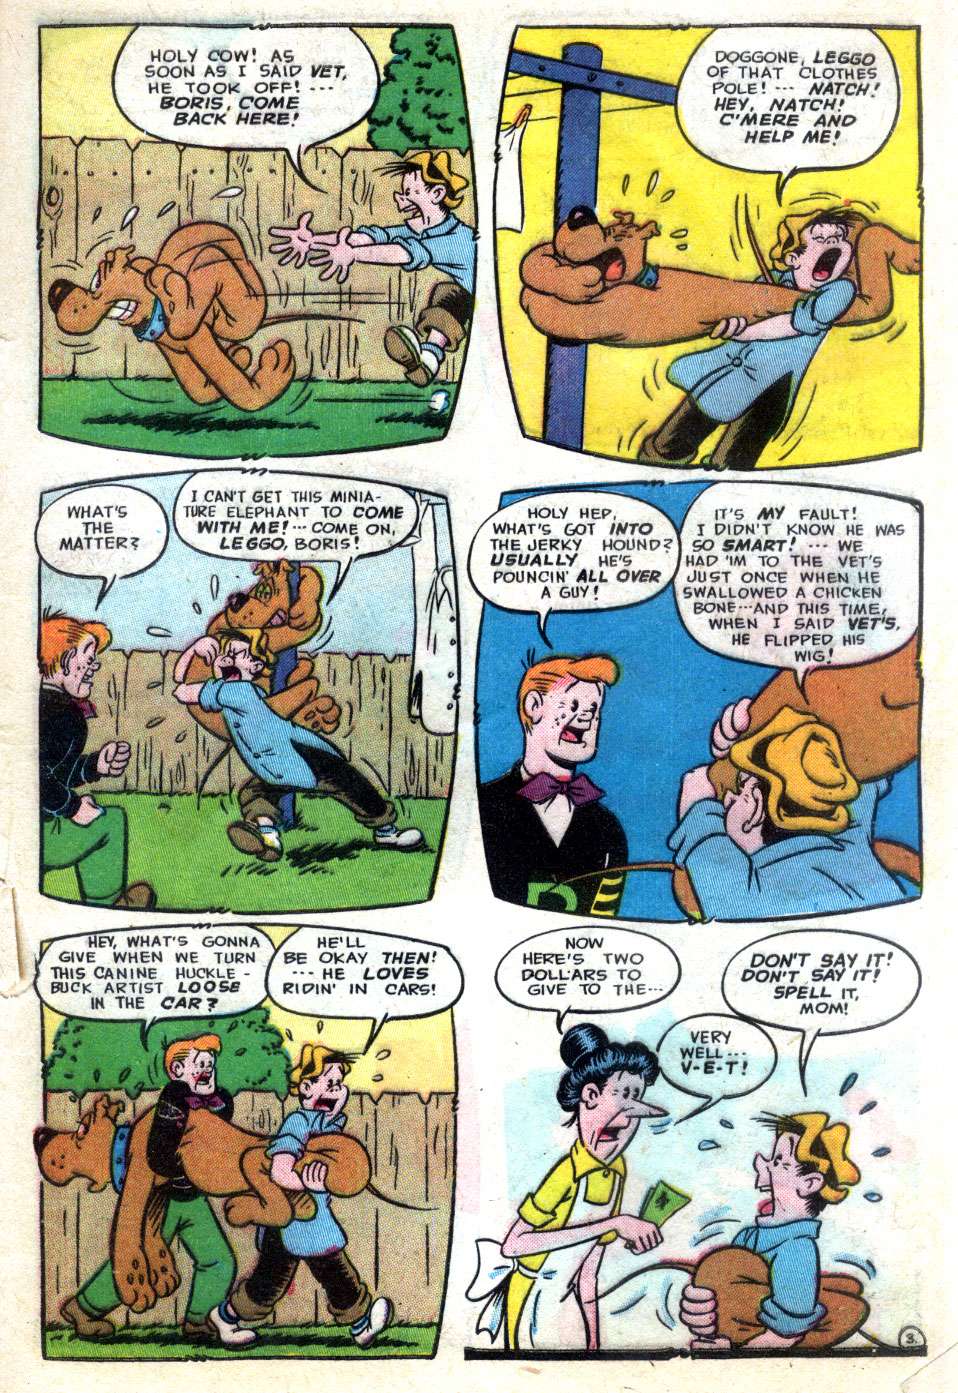 HOLY COW! AS
SOON AS I SAID VET,
HE TOOK OFF! ---
BORIS, COME
BACK HERE!
DOGGONE, LEGGO
OF THAT CLOTHES
POLE! --- NATCH!
HEY, NATCH!
C'MERE AND
HELP ME!
WHAT'S
THE
MATTER?
I CAN'T GET THIS MINIA-
TURE ELEPHANT TO COME
WITH ME! --- COME ON,
LEGGO, BORIS!
HOLY HEP,
WHAT'S GOT INTO
THE JERKY HOUND?
USUALLY HE'S
POUNCIN' ALL OVER
A GUY!
IT'S MY FAULT!
I DIDN'T KNOW HE WAS
SO SMART! --- WE
HAD 'IM TO THE VET'S
JUST ONCE WHEN HE
SWALLOWED A CHICKEN
BONE---AND THIS TIME,
WHEN I SAID VET'S,
HE FLIPPED HIS
WIG!
HEY, WHAT'S GONNA
GIVE WHEN WE TURN
THIS CANINE HUCKLE-
BUCK ARTIST LOOSE
IN THE CAR?
HE'LL
BE OKAY THEN!
--- HE LOVES
RIDIN' IN CARS!
NOW
HERE'S TWO
DOLLARS TO
GIVE TO THE---
VERY
WELL---
V-E-T!
DON'T SAY IT!
DON'T SAY IT!
SPELL IT,
MOM!
3